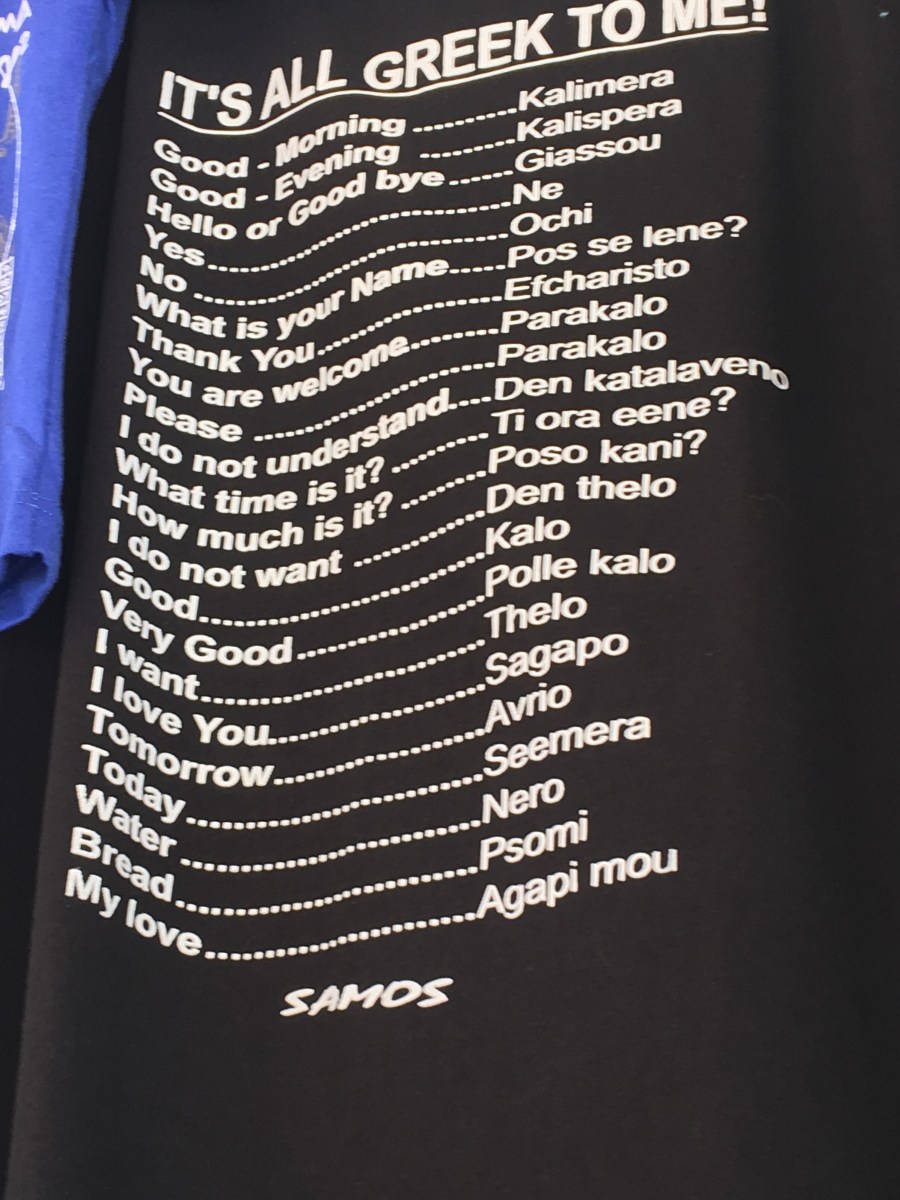 IT'S ALL GREEK TO ME!
Good - Morning ..........Kalimera
Good - Evening ..........Kalispera
Hello or Good bye......Giassou
Yes................................Ne
No .................................Ochi
What is your Name......Pos se lene?
Thank You....................Efcharisto
You are welcome.........Parakalo
Please ..........................Parakalo
I do not understand....Den katalaveno
What time is it? ..........Ti ora eene?
How much is it? .........Poso kani?
I do not want ..............Den thelo
Good..............................Kalo
Very Good....................Polle kalo
I want.............................Thelo
I love You......................Sagapo
Tomorrow.....................Avrio
Today.............................Seemera
Water .............................Nero
Bread..............................Psomi
My love..........................Agapi mou
SAMOS